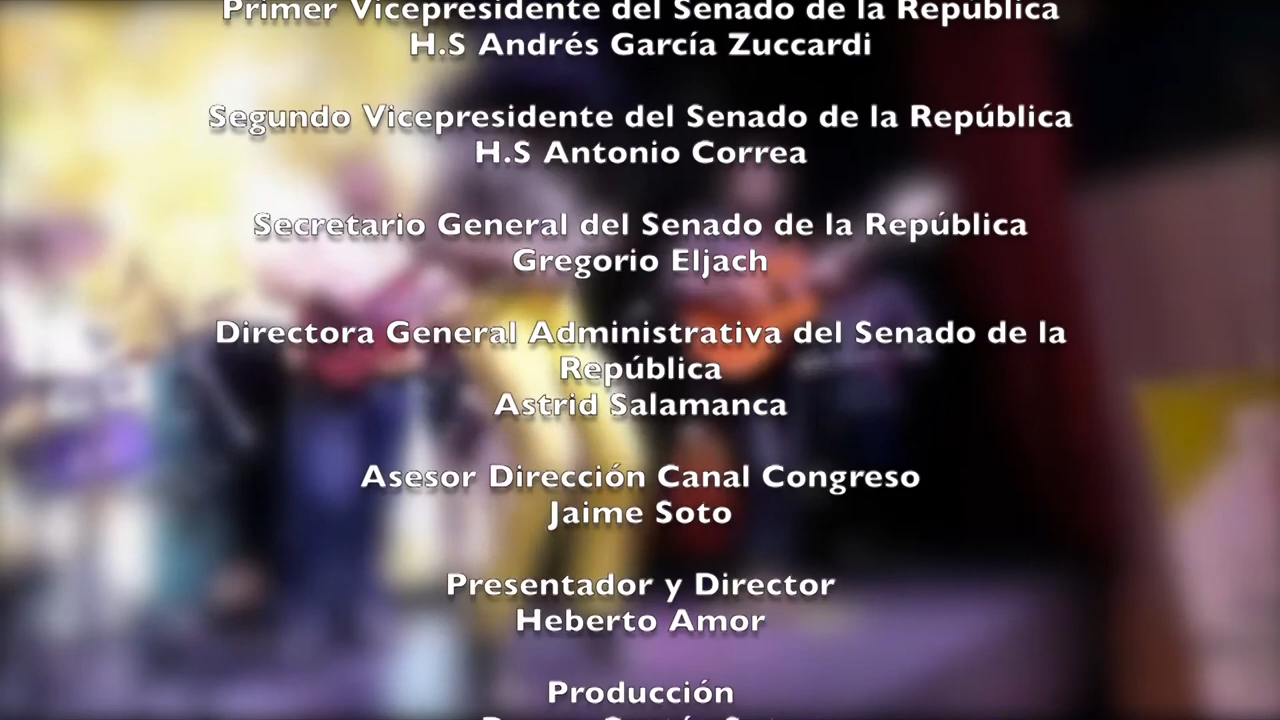 Primer Vicepresidente del Senado de la República
H.S Andrés García Zuccardi
Segundo Vicepresidente del Senado de la República
H.S Antonio Correa
Secretario General del Senado de la República
Gregorio Eljach
Directora General Administrativa del Senado de la
República
Astrid Salamanca
Asesor Dirección Canal Congreso
Jaime Soto
Presentador y Director
Heberto Amor
Producción